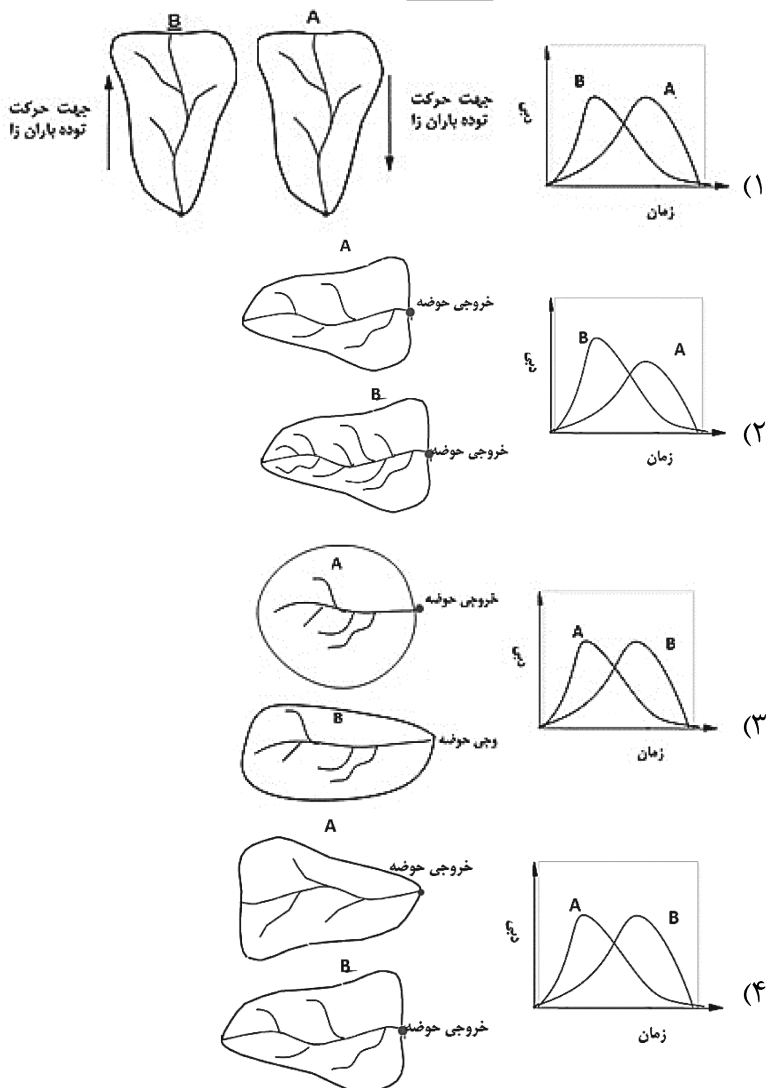 B A
جهت حرکت
توده باران زا
جهت حرکت
توده باران زا
B A
دبی
زمان
۱)
A
خروجی حوضه
B
خروجی حوضه
B A
دبی
زمان
۲)
A
خروجی حوضه
B
وجی حوضه
A B
دبی
زمان
۳)
A
خروجی حوضه
B
خروجی حوضه
A B
دبی
زمان
۴)